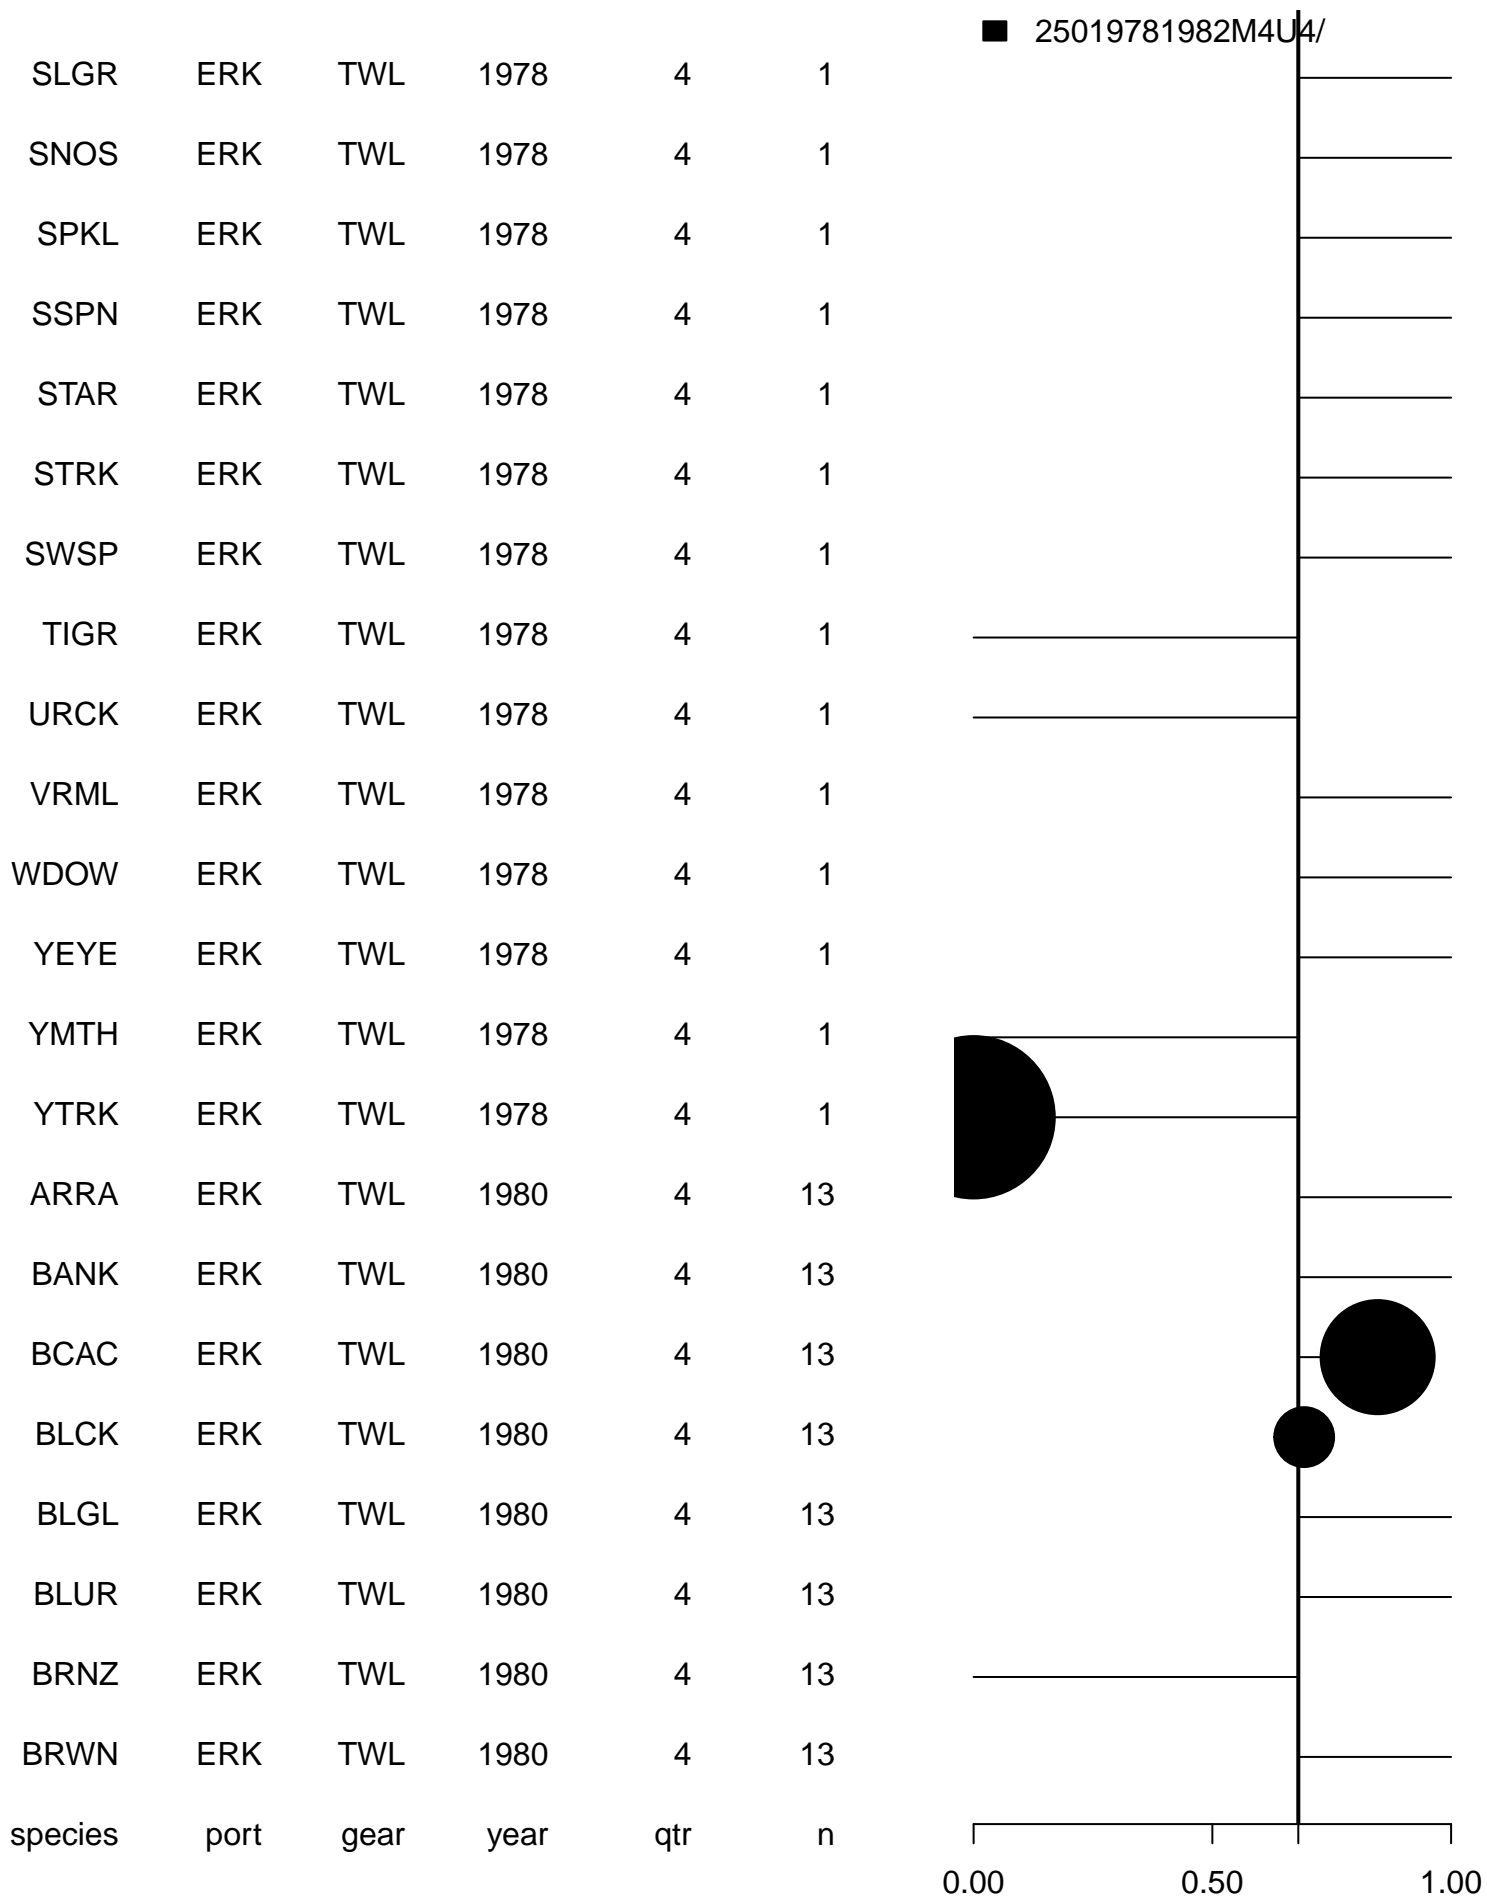 25019781982M4U4/
SLGR ERK TWL 1978 4 1
SNOS ERK TWL 1978 4 1
SPKL ERK TWL 1978 4 1
SSPN ERK TWL 1978 4 1
STAR ERK TWL 1978 4 1
STRK ERK TWL 1978 4 1
SWSP ERK TWL 1978 4 1
TIGR ERK TWL 1978 4 1
URCK ERK TWL 1978 4 1
VRML ERK TWL 1978 4 1
WDOW ERK TWL 1978 4 1
YEYE ERK TWL 1978 4 1
YMTH ERK TWL 1978 4 1
YTRK ERK TWL 1978 4 1
ARRA ERK TWL 1980 4 13
BANK ERK TWL 1980 4 13
BCAC ERK TWL 1980 4 13
BLCK ERK TWL 1980 4 13
BLGL ERK TWL 1980 4 13
BLUR ERK TWL 1980 4 13
BRNZ ERK TWL 1980 4 13
BRWN ERK TWL 1980 4 13
species port gear year qtr n
0.00 0.50 1.00